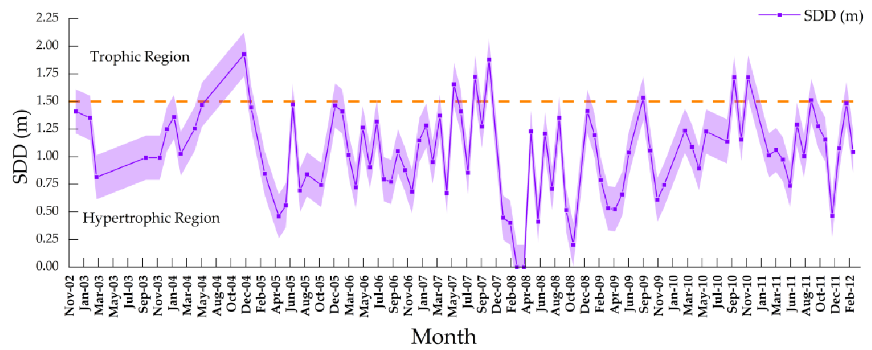 SDD (m)
2.25
2.00
1.75
1.50
1.25
1.00
0.75
0.50
0.25
0.00
SDD (m)
Trophic Region
Hypertrophic Region
Nov-02
Jan-03
Mar-03
May-03
Jul-03
Sep-03
Nov-03
Jan-04
Mar-04
May-04
Jul-04
Oct-04
Dec-04
Feb-05
Apr-05
Jun-05
Aug-05
Oct-05
Dec-05
Mar-06
May-06
Jul-06
Sep-06
Nov-06
Jan-07
Mar-07
May-07
Jul-07
Sep-07
Dec-07
Feb-08
Apr-08
Jun-08
Aug-08
Oct-08
Dec-08
Feb-09
Apr-09
Jun-09
Sep-09
Nov-09
Jan-10
Mar-10
May-10
Jul-10
Sep-10
Nov-10
Jan-11
Mar-11
Jun-11
Aug-11
Oct-11
Dec-11
Feb-12
Month